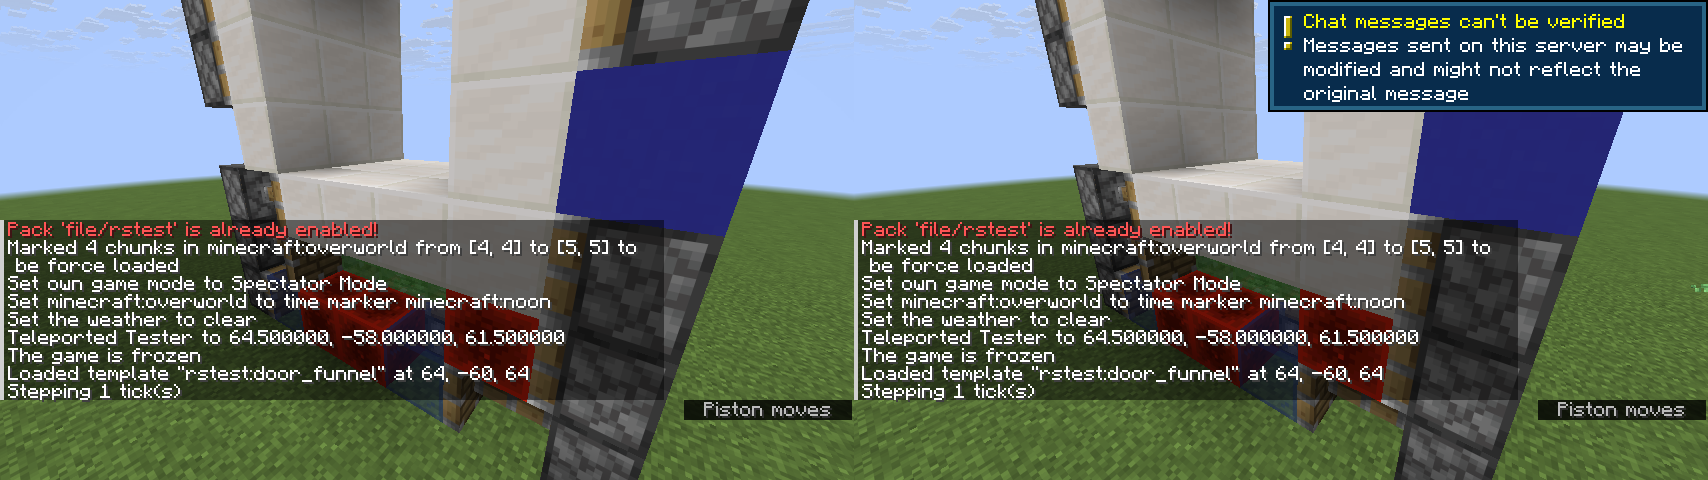 Pack 'file/rstest' is already enabled!
Marked 4 chunks in minecraft:overworld from [4, 4] to [5, 5] to
be force loaded
Set own game mode to Spectator Mode
Set minecraft:overworld to time marker minecraft:noon
Set the weather to clear
Teleported Tester to 64.500000, -58.000000, 61.500000
The game is frozen
Loaded template "rstest:door_funnel" at 64, -60, 64
Stepping 1 tick(s)
Piston moves
Chat messages can't be verified
Messages sent on this server may be
modified and might not reflect the
original message
Pack 'file/rstest' is already enabled!
Marked 4 chunks in minecraft:overworld from [4, 4] to [5, 5] to
be force loaded
Set own game mode to Spectator Mode
Set minecraft:overworld to time marker minecraft:noon
Set the weather to clear
Teleported Tester to 64.500000, -58.000000, 61.500000
The game is frozen
Loaded template "rstest:door_funnel" at 64, -60, 64
Stepping 1 tick(s)
Piston moves